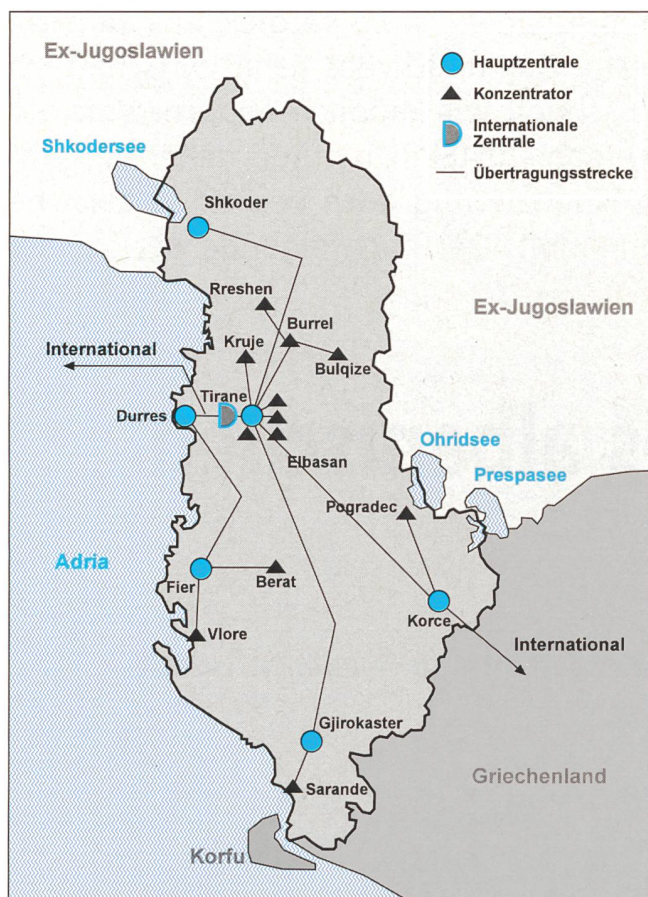 Ex-Jugoslawien
Hauptzentrale
Konzentrator
Internationale
Zentrale
Übertragungsstrecke
Shkodersee
Shkoder
Rreshen
Ex-Jugoslawien
Burrel
Kruje
International
Bulqize
Tirane
Durres
Ohridsee
Elbasan
Prespasee
Pogradec
Adria
Fier
Berat
Korce
Vlore
International
Gjirokaster
Griechenland
Sarande
Korfu